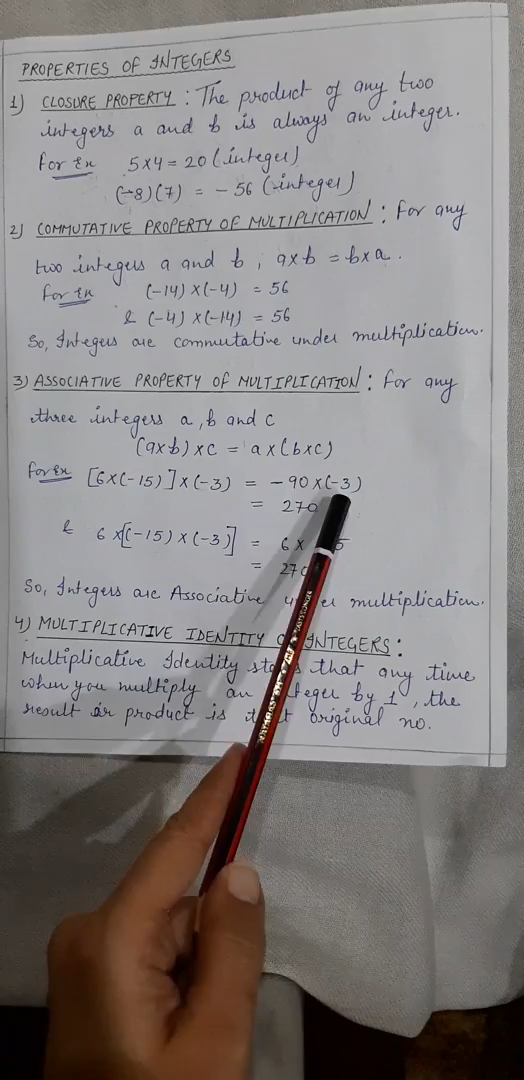 PROPERTIES OF INTEGERS
1) CLOSURE PROPERTY : The product of any two
integers a and b is always an integer.
For Ex 5×4 = 20 (integer)
(-8)(7) = -56 (integer)
2) COMMUTATIVE PROPERTY OF MULTIPLICATION : For any
two integers a and b, a×b = b×a.
For Ex (-14)×(-4) = 56
& (-4)×(-14) = 56
So, Integers are commutative under multiplication.
3) ASSOCIATIVE PROPERTY OF MULTIPLICATION : For any
three integers a, b and c
(a×b)×c = a×(b×c)
For Ex [6×(-15)]×(-3) = -90×(-3)
= 270
& 6×[(-15)×(-3)] = 6×
=
So, Integers are Associative multiplication.
4) MULTIPLICATIVE IDENTITY INTEGERS :
Multiplicative Identity that any time
when you multiply an by 1, the
result or product is original no.